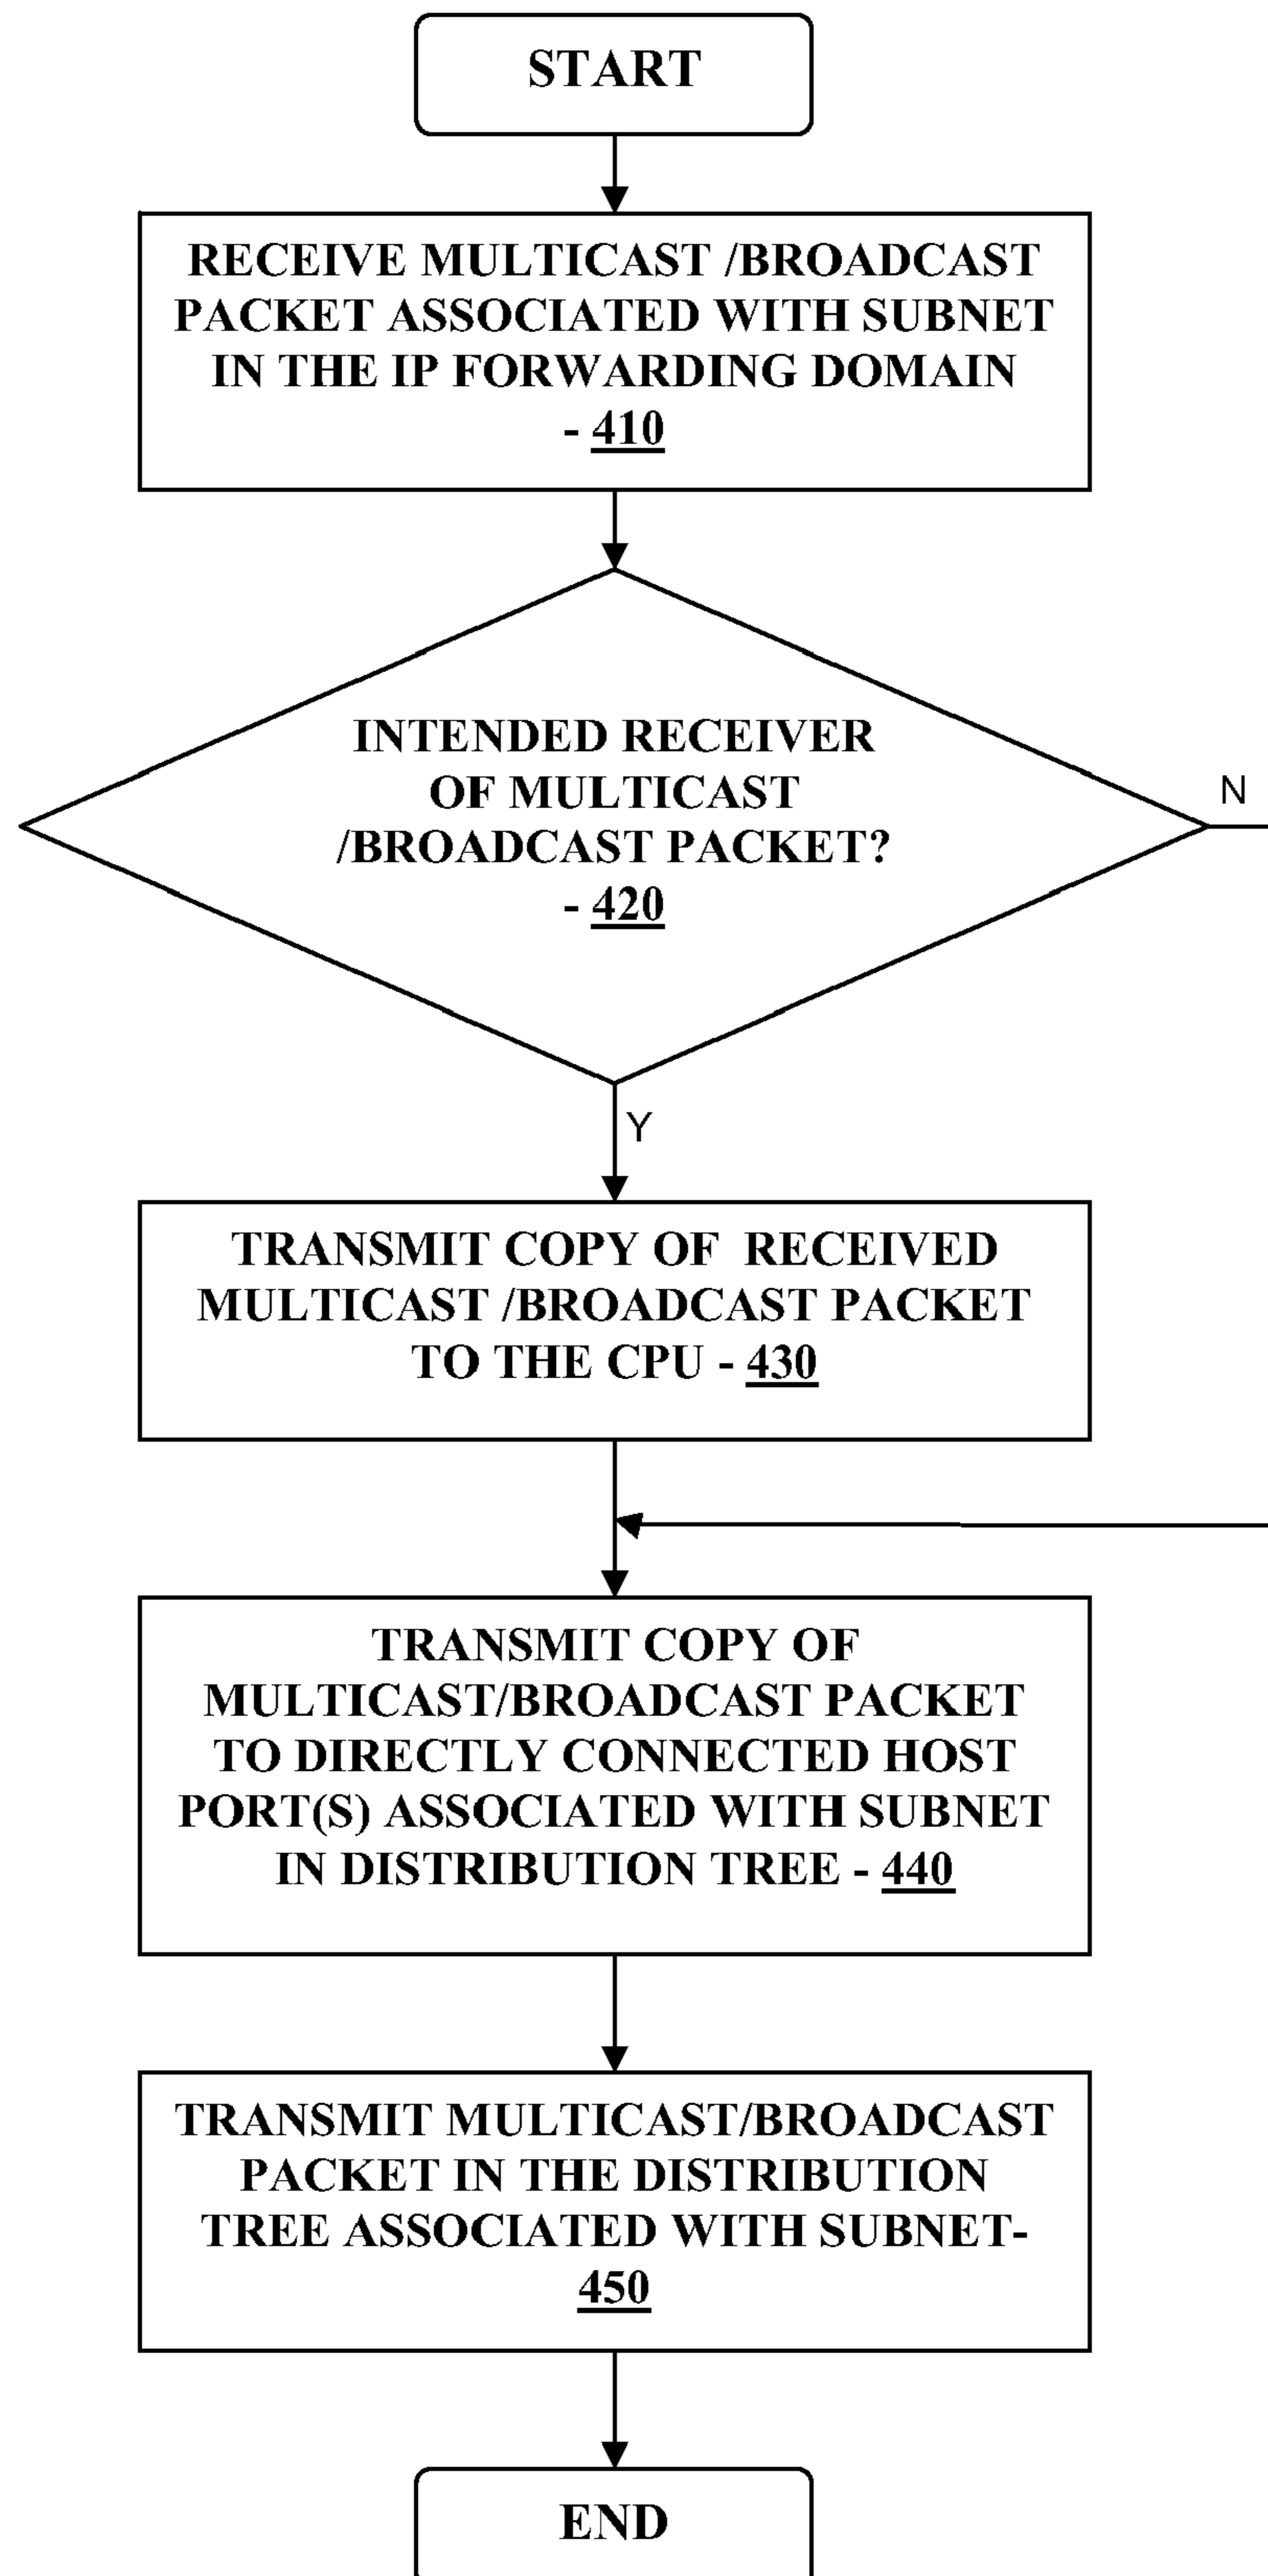 START
RECEIVE MULTICAST /BROADCAST
PACKET ASSOCIATED WITH SUBNET
IN THE IP FORWARDING DOMAIN
- 410
INTENDED RECEIVER
OF MULTICAST
/BROADCAST PACKET?
- 420
N
Y
TRANSMIT COPY OF RECEIVED
MULTICAST /BROADCAST PACKET
TO THE CPU - 430
TRANSMIT COPY OF
MULTICAST/BROADCAST PACKET
TO DIRECTLY CONNECTED HOST
PORT(S) ASSOCIATED WITH SUBNET
IN DISTRIBUTION TREE - 440
TRANSMIT MULTICAST/BROADCAST
PACKET IN THE DISTRIBUTION
TREE ASSOCIATED WITH SUBNET-
450
END